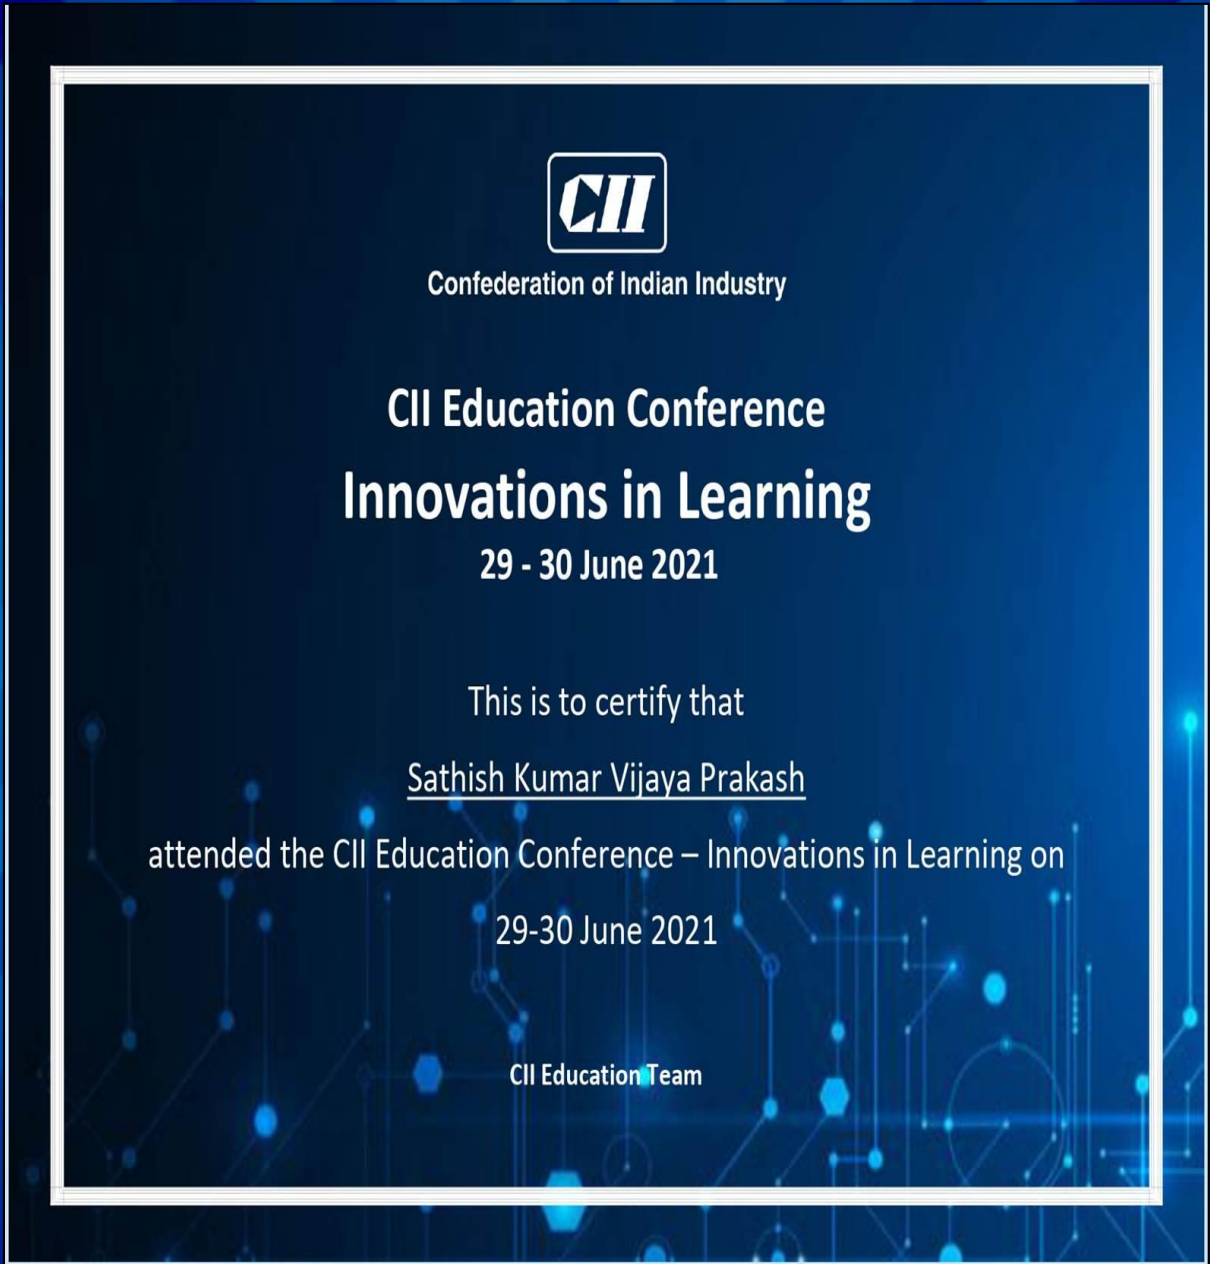 CII
Confederation of Indian Industry
CII Education Conference
Innovations in Learning
29 - 30 June 2021
This is to certify that
Sathish Kumar Vijaya Prakash
attended the CII Education Conference – Innovations in Learning on
29-30 June 2021
CII Education Team